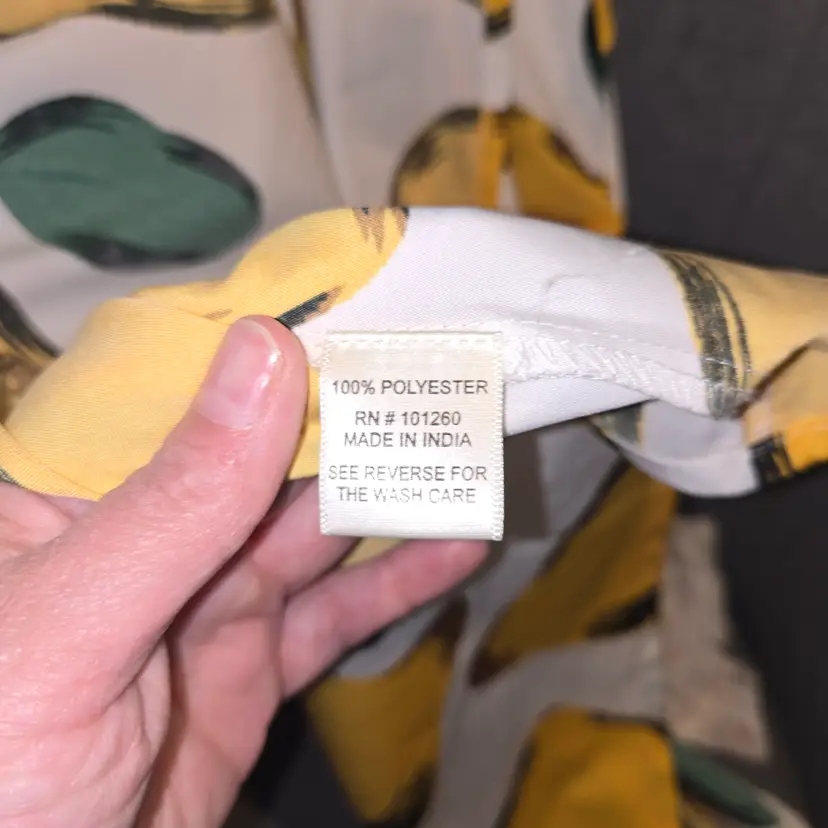 100% POLYESTER
RN # 101260
MADE IN INDIA
SEE REVERSE FOR
THE WASH CARE